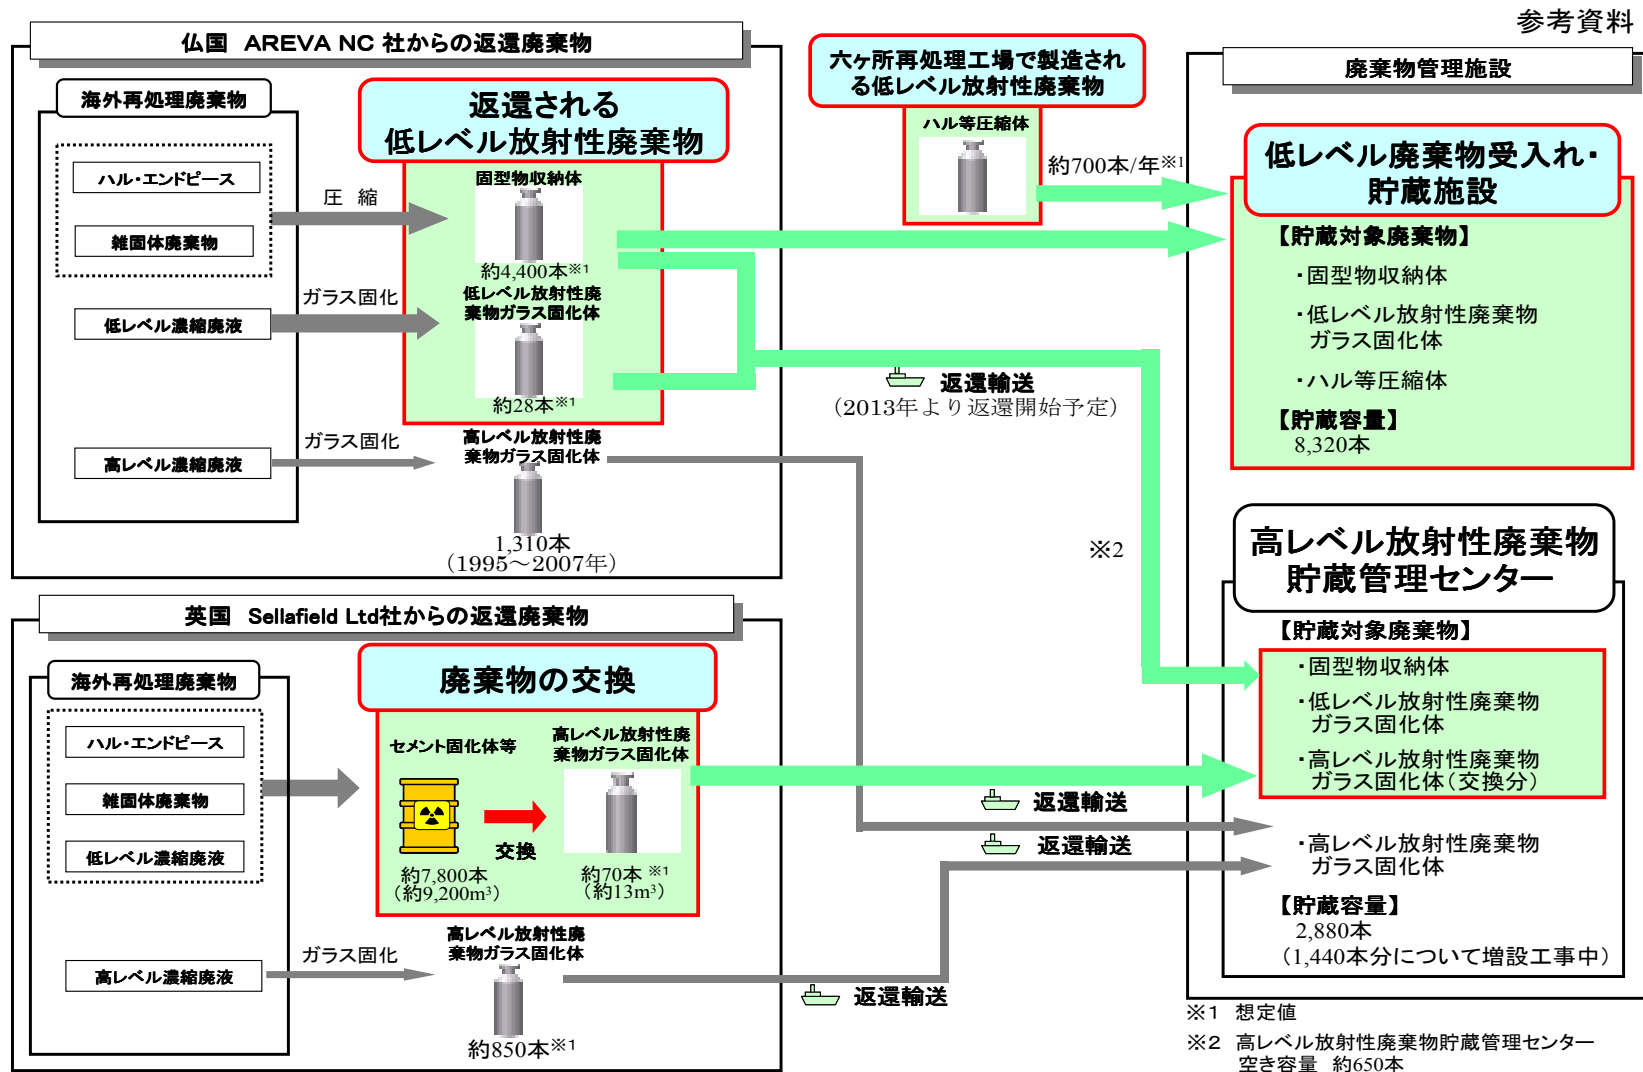 参考資料
仏国 AREVA NC 社からの返還廃棄物
海外再処理廃棄物
ハル・エンドピース
雑固体廃棄物
低レベル濃縮廃液
高レベル濃縮廃液
圧 縮
ガラス固化
ガラス固化
返還される
低レベル放射性廃棄物
固型物収納体
約4,400本※1
低レベル放射性廃
棄物ガラス固化体
約28本※1
高レベル放射性廃
棄物ガラス固化体
1,310本
(1995～2007年)
六ヶ所再処理工場で製造され
る低レベル放射性廃棄物
ハル等圧縮体
約700本/年※1
返還輸送
(2013年より返還開始予定)
※2
英国 Sellafield Ltd社からの返還廃棄物
海外再処理廃棄物
ハル・エンドピース
雑固体廃棄物
低レベル濃縮廃液
高レベル濃縮廃液
ガラス固化
廃棄物の交換
セメント固化体等
約7,800本
(約9,200m³)
交換
高レベル放射性廃
棄物ガラス固化体
約70本 ※1
(約13m³)
高レベル放射性廃
棄物ガラス固化体
約850本※1
返還輸送
返還輸送
返還輸送
廃棄物管理施設
低レベル廃棄物受入れ・
貯蔵施設
【貯蔵対象廃棄物】
・固型物収納体
・低レベル放射性廃棄物
ガラス固化体
・ハル等圧縮体
【貯蔵容量】
8,320本
高レベル放射性廃棄物
貯蔵管理センター
【貯蔵対象廃棄物】
・固型物収納体
・低レベル放射性廃棄物
ガラス固化体
・高レベル放射性廃棄物
ガラス固化体(交換分)
・高レベル放射性廃棄物
ガラス固化体
【貯蔵容量】
2,880本
(1,440本分について増設工事中)
※1 想定値
※2 高レベル放射性廃棄物貯蔵管理センター
空き容量 約650本